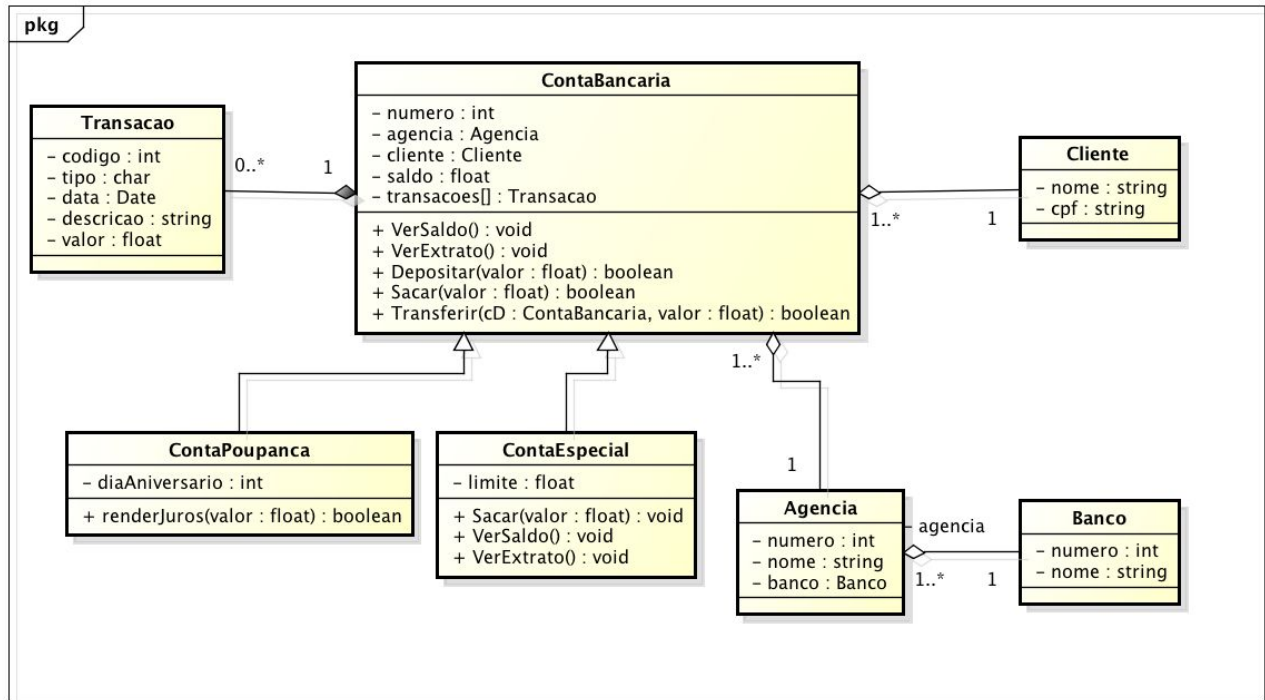 pkg
ContaBancaria
– numero : int
– agencia : Agencia
– cliente : Cliente
– saldo : float
– transacoes[] : Transacao
+ VerSaldo() : void
+ VerExtrato() : void
+ Depositar(valor : float) : boolean
+ Sacar(valor : float) : boolean
+ Transferir(cD : ContaBancaria, valor : float) : boolean
Transacao
– codigo : int
– tipo : char
– data : Date
– descricao : string
– valor : float
0..*
1
Cliente
– nome : string
– cpf : string
1..*
1
1..*
1
ContaPoupanca
– diaAniversario : int
+ renderJuros(valor : float) : boolean
ContaEspecial
– limite : float
+ Sacar(valor : float) : void
+ VerSaldo() : void
+ VerExtrato() : void
Agencia
– numero : int
– nome : string
– banco : Banco
– agencia
1..*
1
Banco
– numero : int
– nome : string